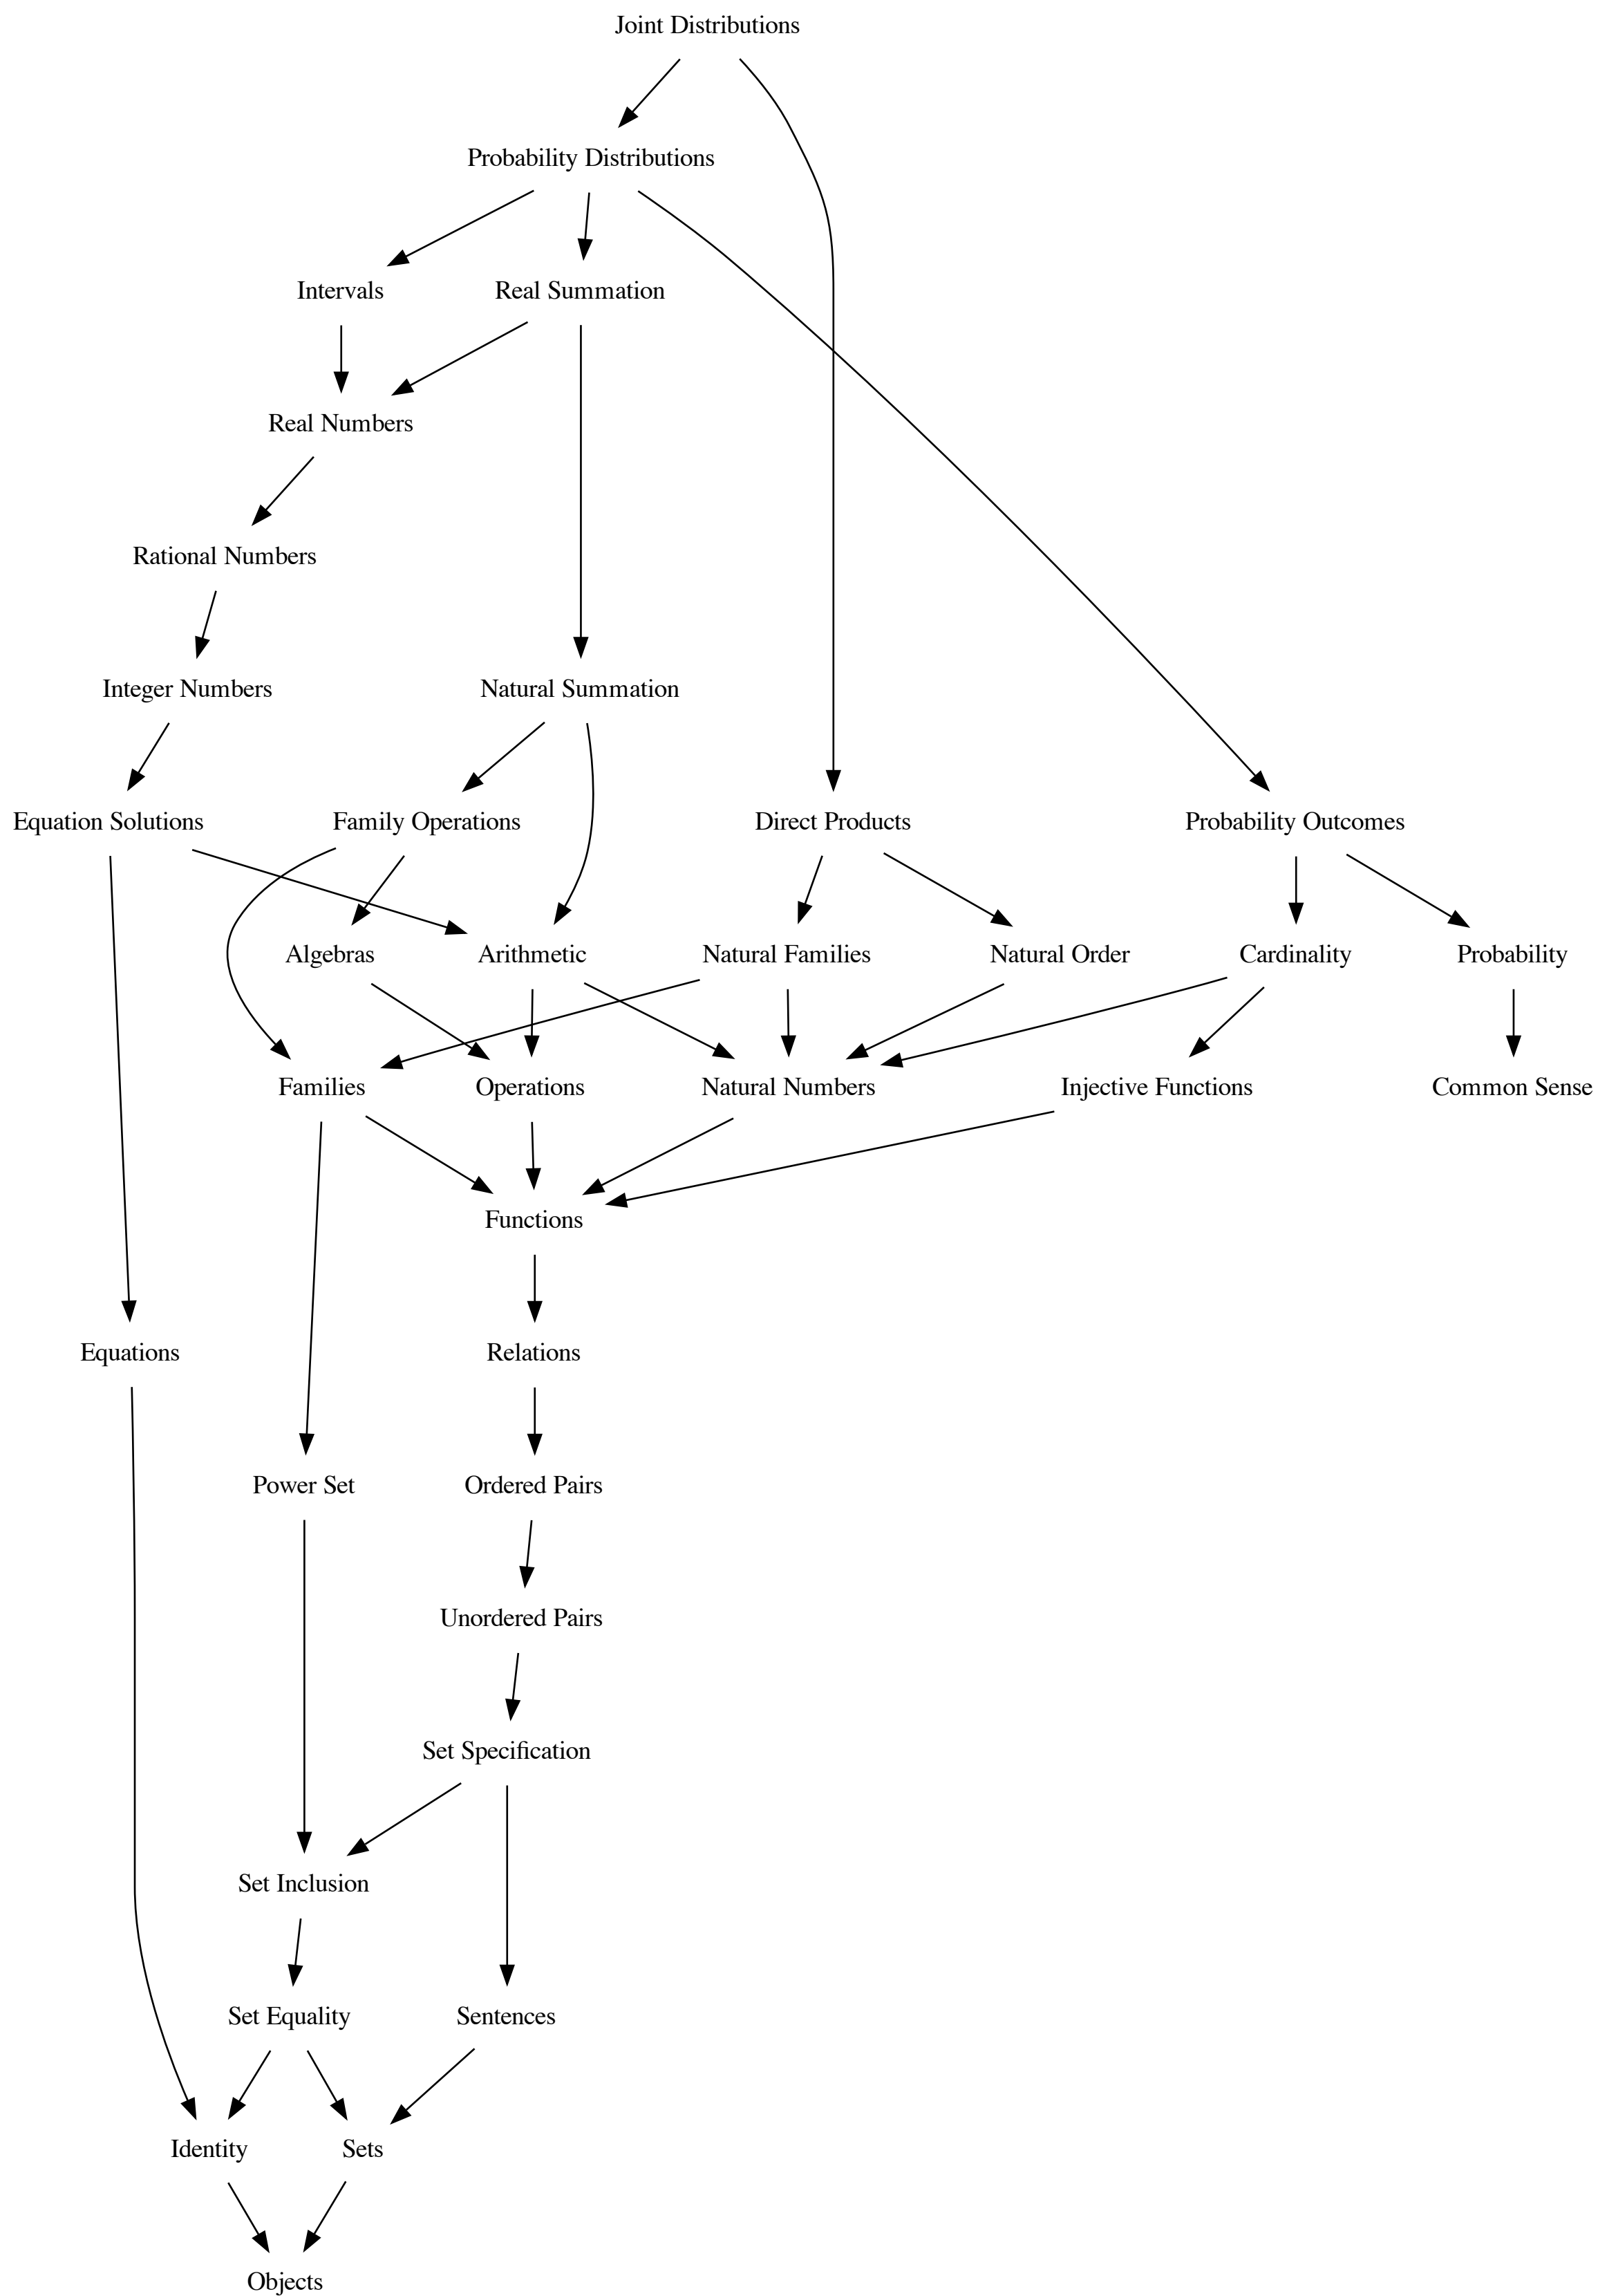 Joint Distributions
Probability Distributions
Intervals
Real Summation
Real Numbers
Rational Numbers
Integer Numbers
Natural Summation
Equation Solutions
Family Operations
Direct Products
Probability Outcomes
Algebras
Arithmetic
Natural Families
Natural Order
Cardinality
Probability
Families
Operations
Natural Numbers
Injective Functions
Common Sense
Functions
Equations
Relations
Power Set
Ordered Pairs
Unordered Pairs
Set Specification
Set Inclusion
Set Equality
Sentences
Identity
Sets
Objects